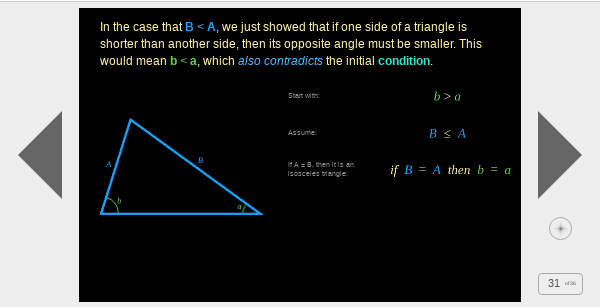 In the case that B < A, we just showed that if one side of a triangle is
shorter than another side, then its opposite angle must be smaller. This
would mean b < a, which also contradicts the initial condition.
Start with:
b > a
Assume:
B ≤ A
If A = B, then it is an
isosceles triangle:
if B = A then b = a
A
B
b
a
31 of 36